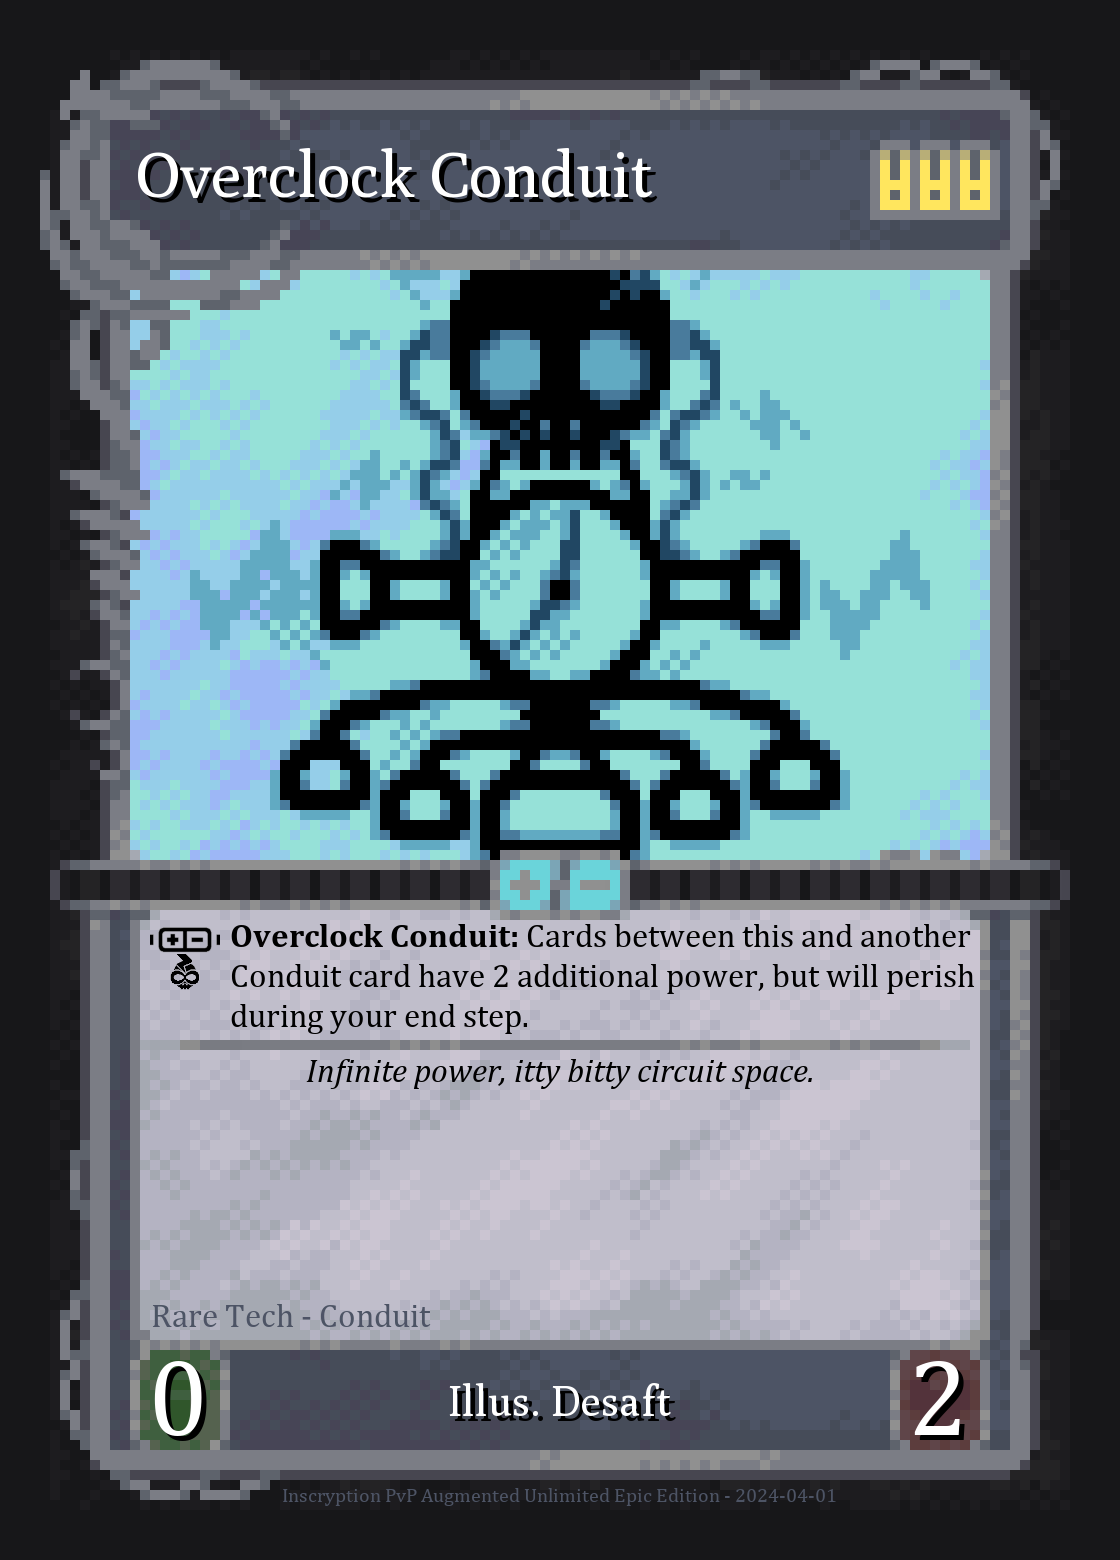 Overclock Conduit
Overclock Conduit: Cards between this and another
Conduit card have 2 additional power, but will perish
during your end step.
Infinite power, itty bitty circuit space.
Rare Tech - Conduit
0
Illus. Desaft
2
Inscryption PvP Augmented Unlimited Epic Edition - 2024-04-01